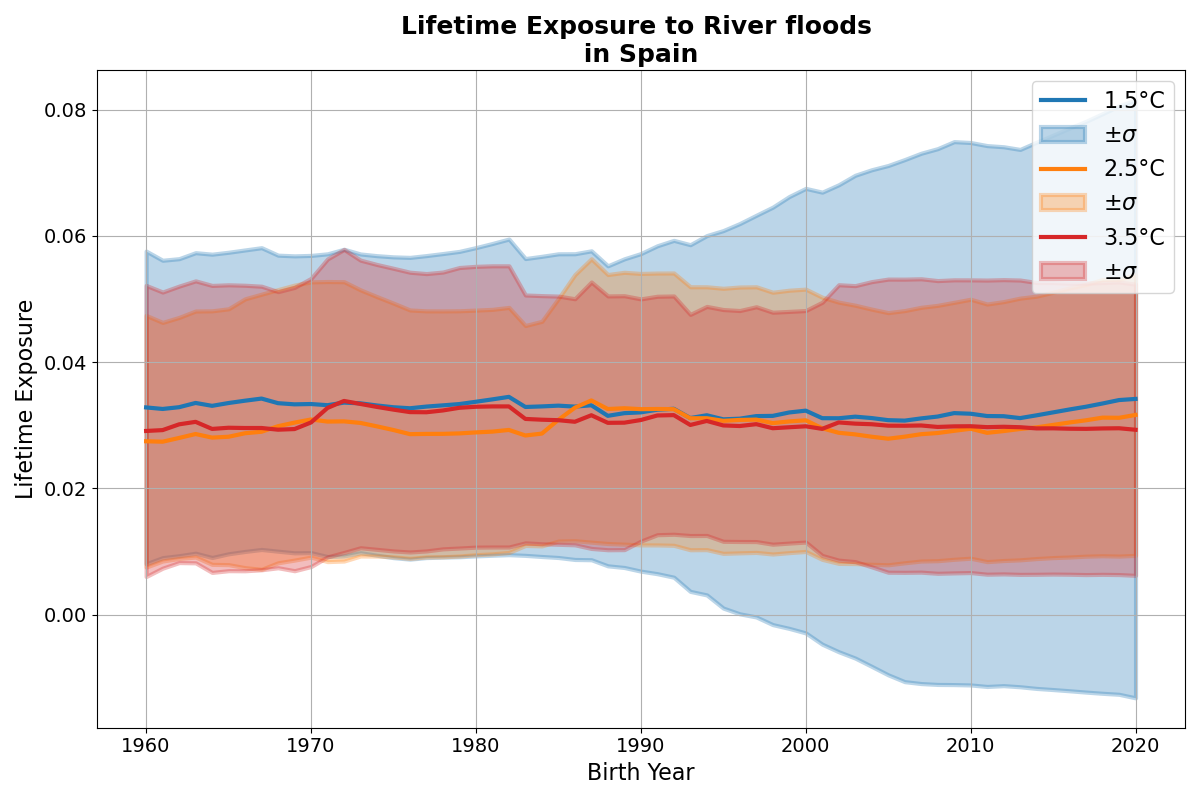 Lifetime Exposure to River floods
in Spain
Lifetime Exposure
0.08
0.06
0.04
0.02
0.00
1960
1970
1980
1990
2000
2010
2020
Birth Year
1.5°C
±σ
2.5°C
±σ
3.5°C
±σ